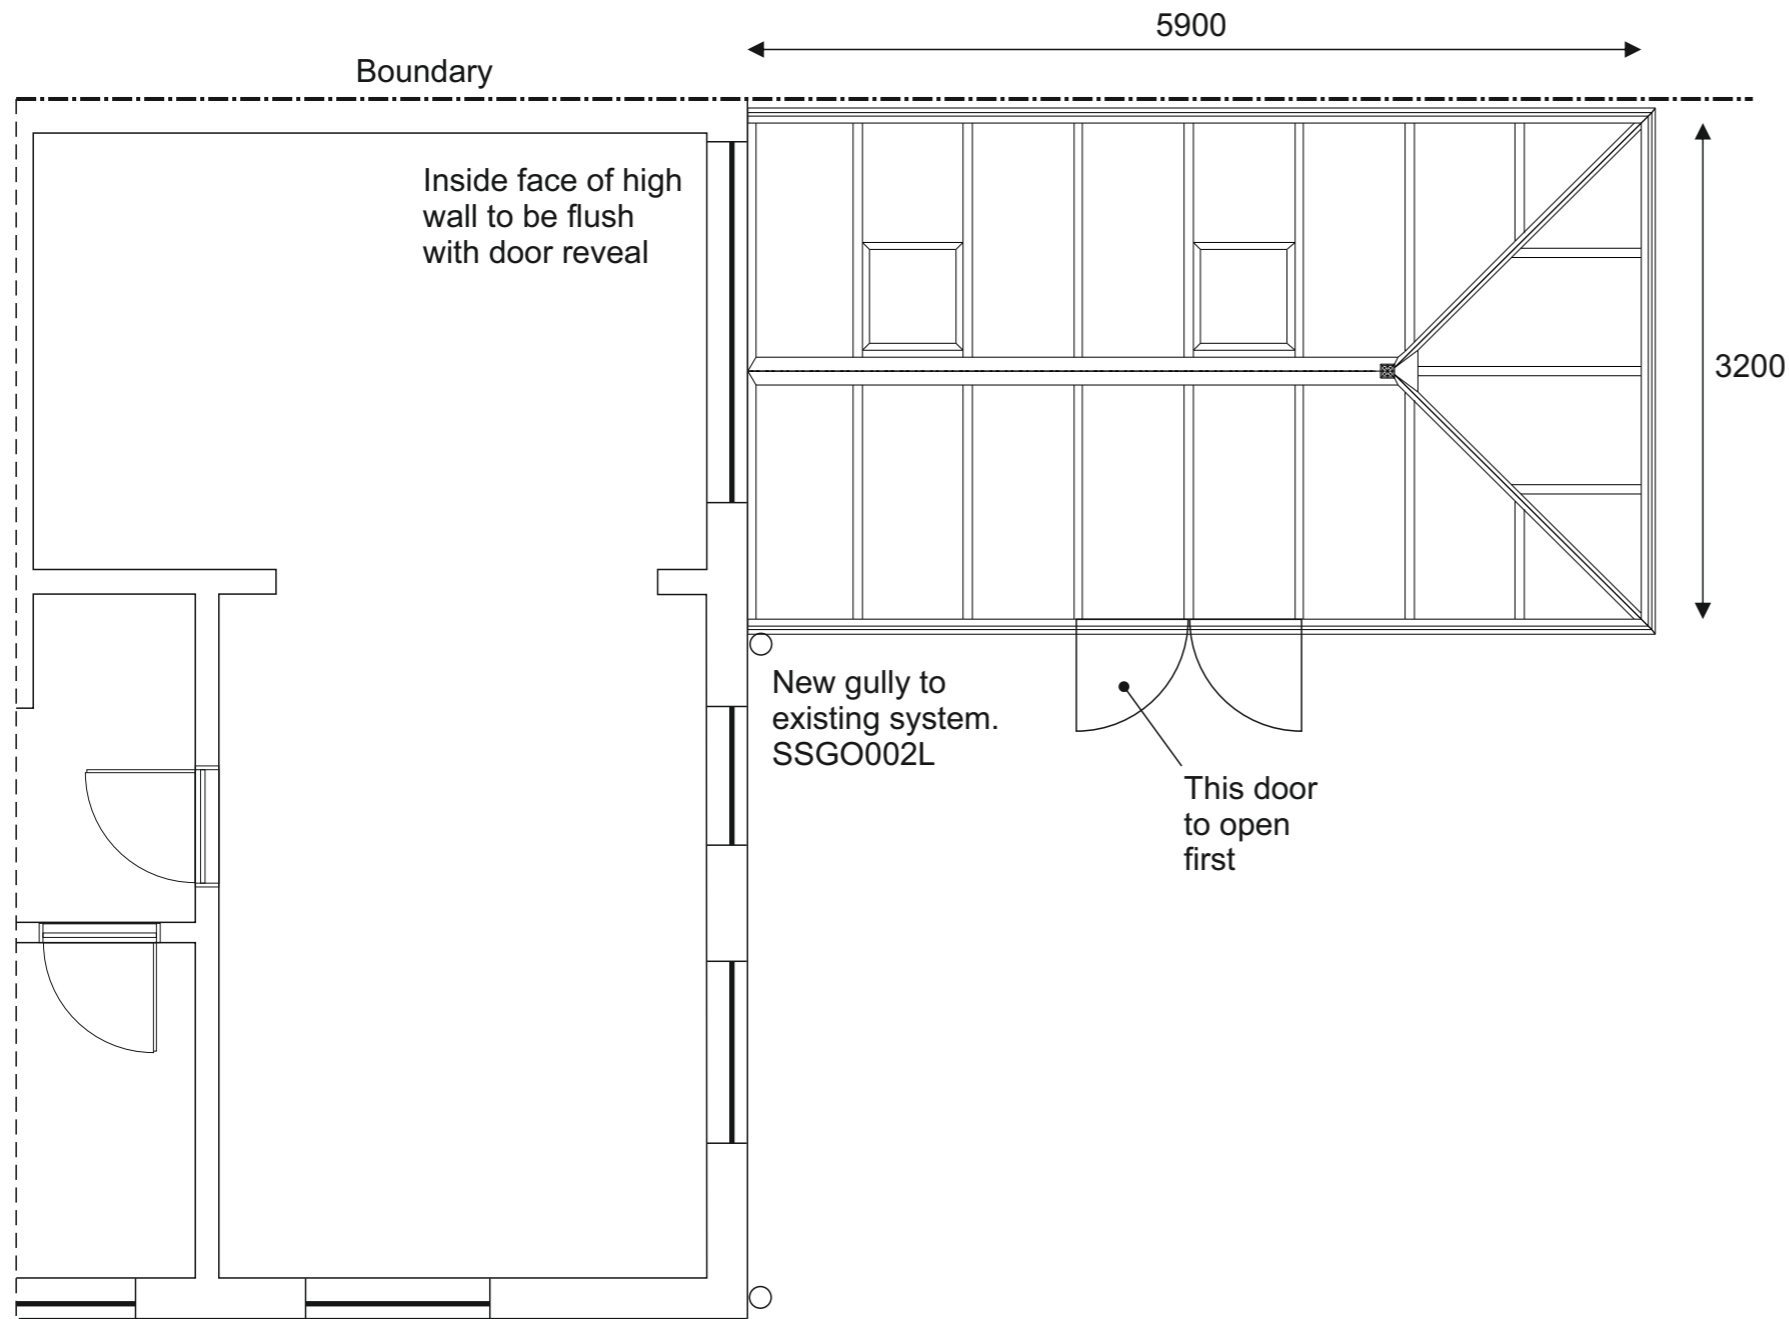 5900
Boundary
Inside face of high
wall to be flush
with door reveal
3200
New gully to
existing system.
SSGO002L
This door
to open
first